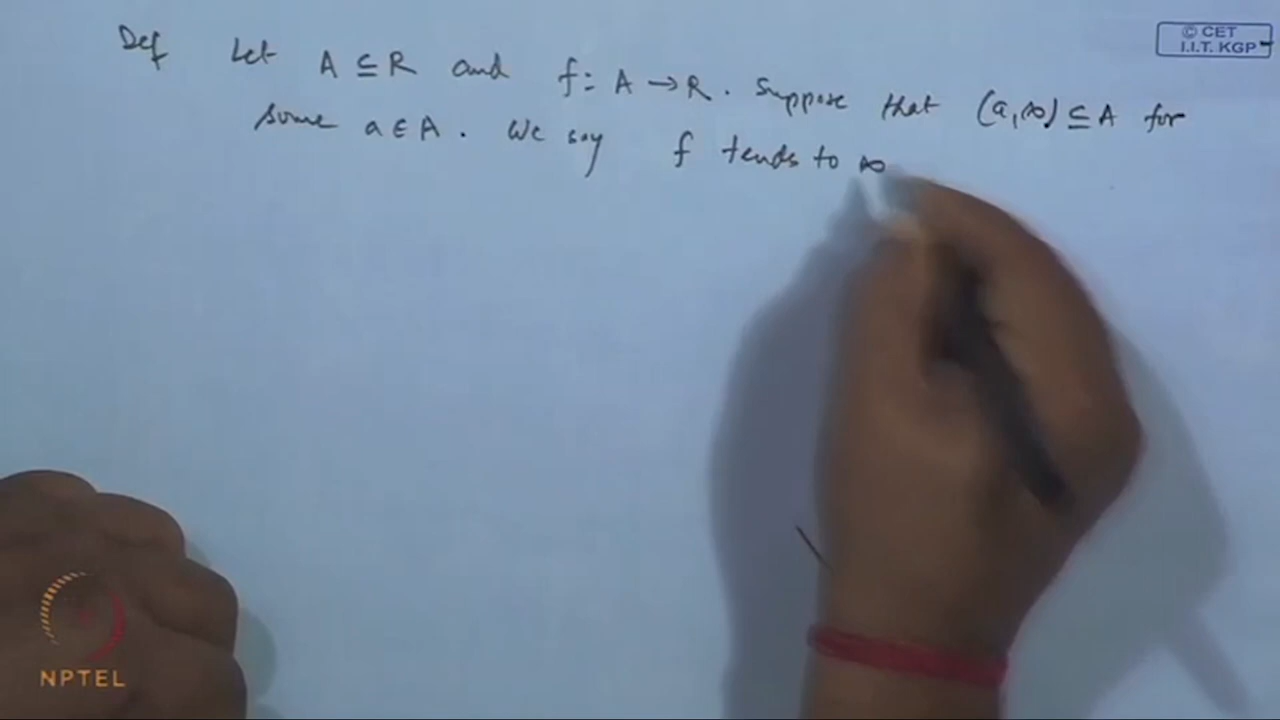 Def Let A ⊆ R and f: A → R. Suppose that (a,∞) ⊆ A for
some a ∈ A. We say f tends to ∞
© CET
I.I.T. KGP
NPTEL